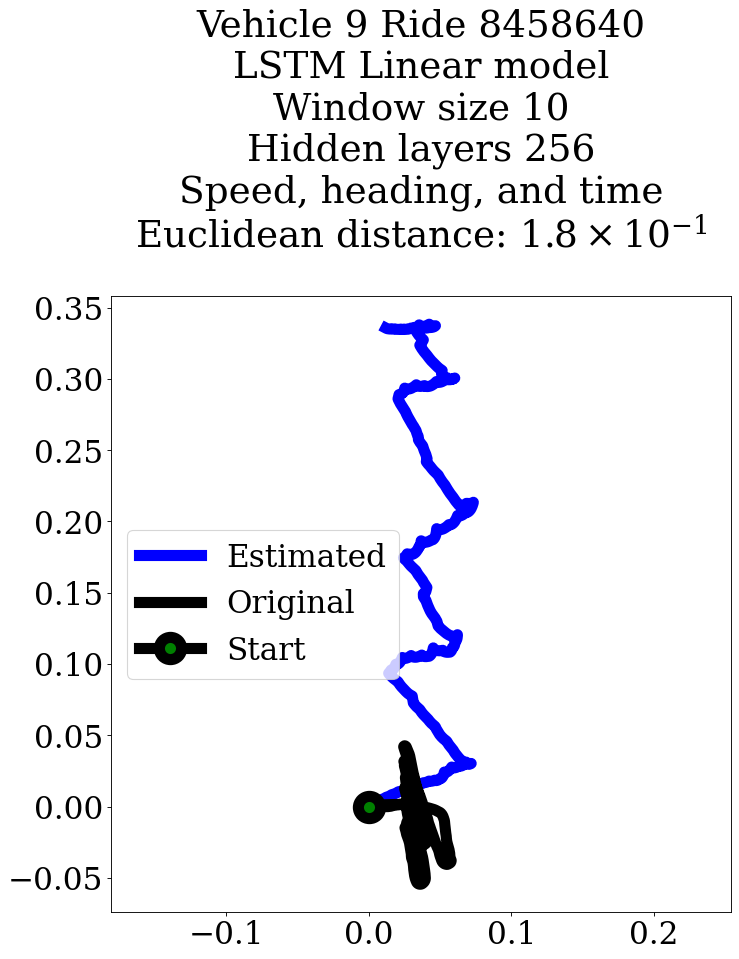 Vehicle 9 Ride 8458640
LSTM Linear model
Window size 10
Hidden layers 256
Speed, heading, and time
Euclidean distance: 1.8 × 10⁻¹
0.35
0.30
0.25
0.20
0.15
0.10
0.05
0.00
−0.05
Estimated
Original
Start
−0.1
0.0
0.1
0.2